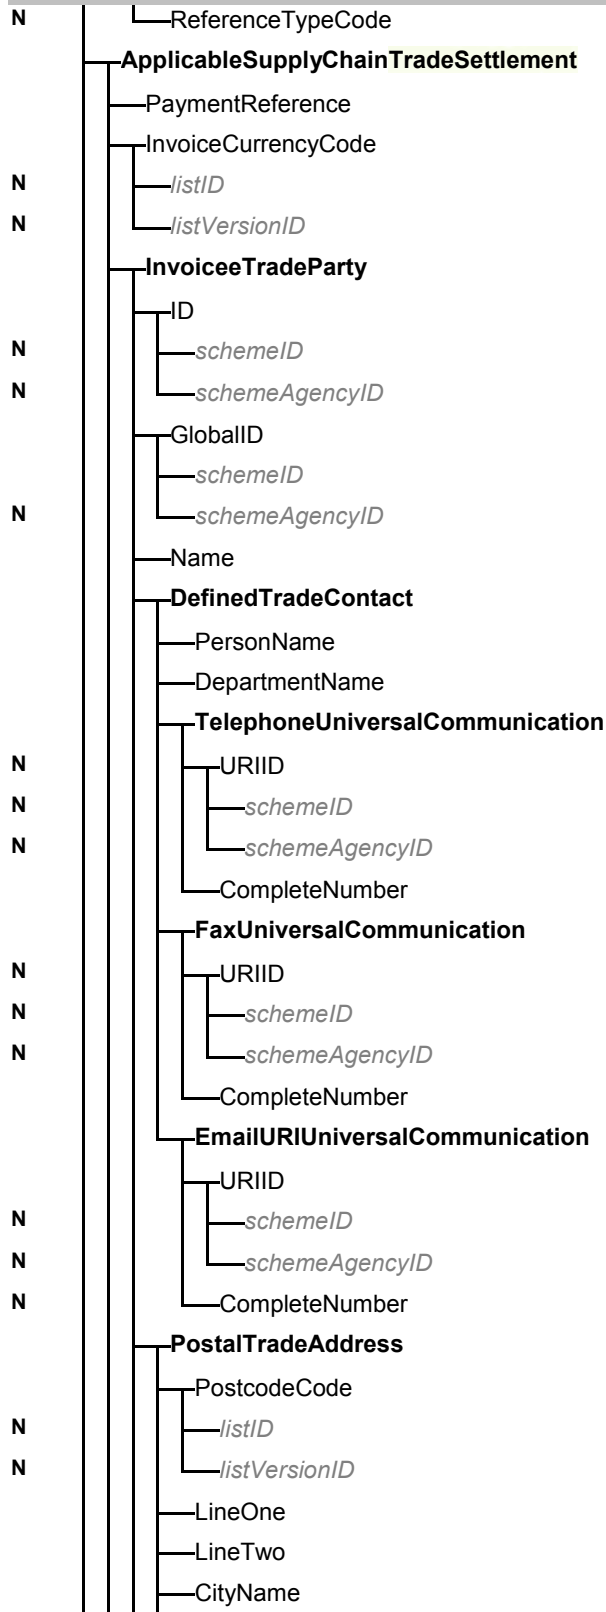 N ReferenceTypeCode
ApplicableSupplyChainTradeSettlement
PaymentReference
InvoiceCurrencyCode
N listID
N listVersionID
InvoiceeTradeParty
ID
N schemeID
N schemeAgencyID
GlobalID
schemeID
N schemeAgencyID
Name
DefinedTradeContact
PersonName
DepartmentName
TelephoneUniversalCommunication
N URIID
N schemeID
N schemeAgencyID
CompleteNumber
FaxUniversalCommunication
N URIID
N schemeID
N schemeAgencyID
CompleteNumber
EmailURIUniversalCommunication
URIID
N schemeID
N schemeAgencyID
N CompleteNumber
PostalTradeAddress
PostcodeCode
N listID
N listVersionID
LineOne
LineTwo
CityName